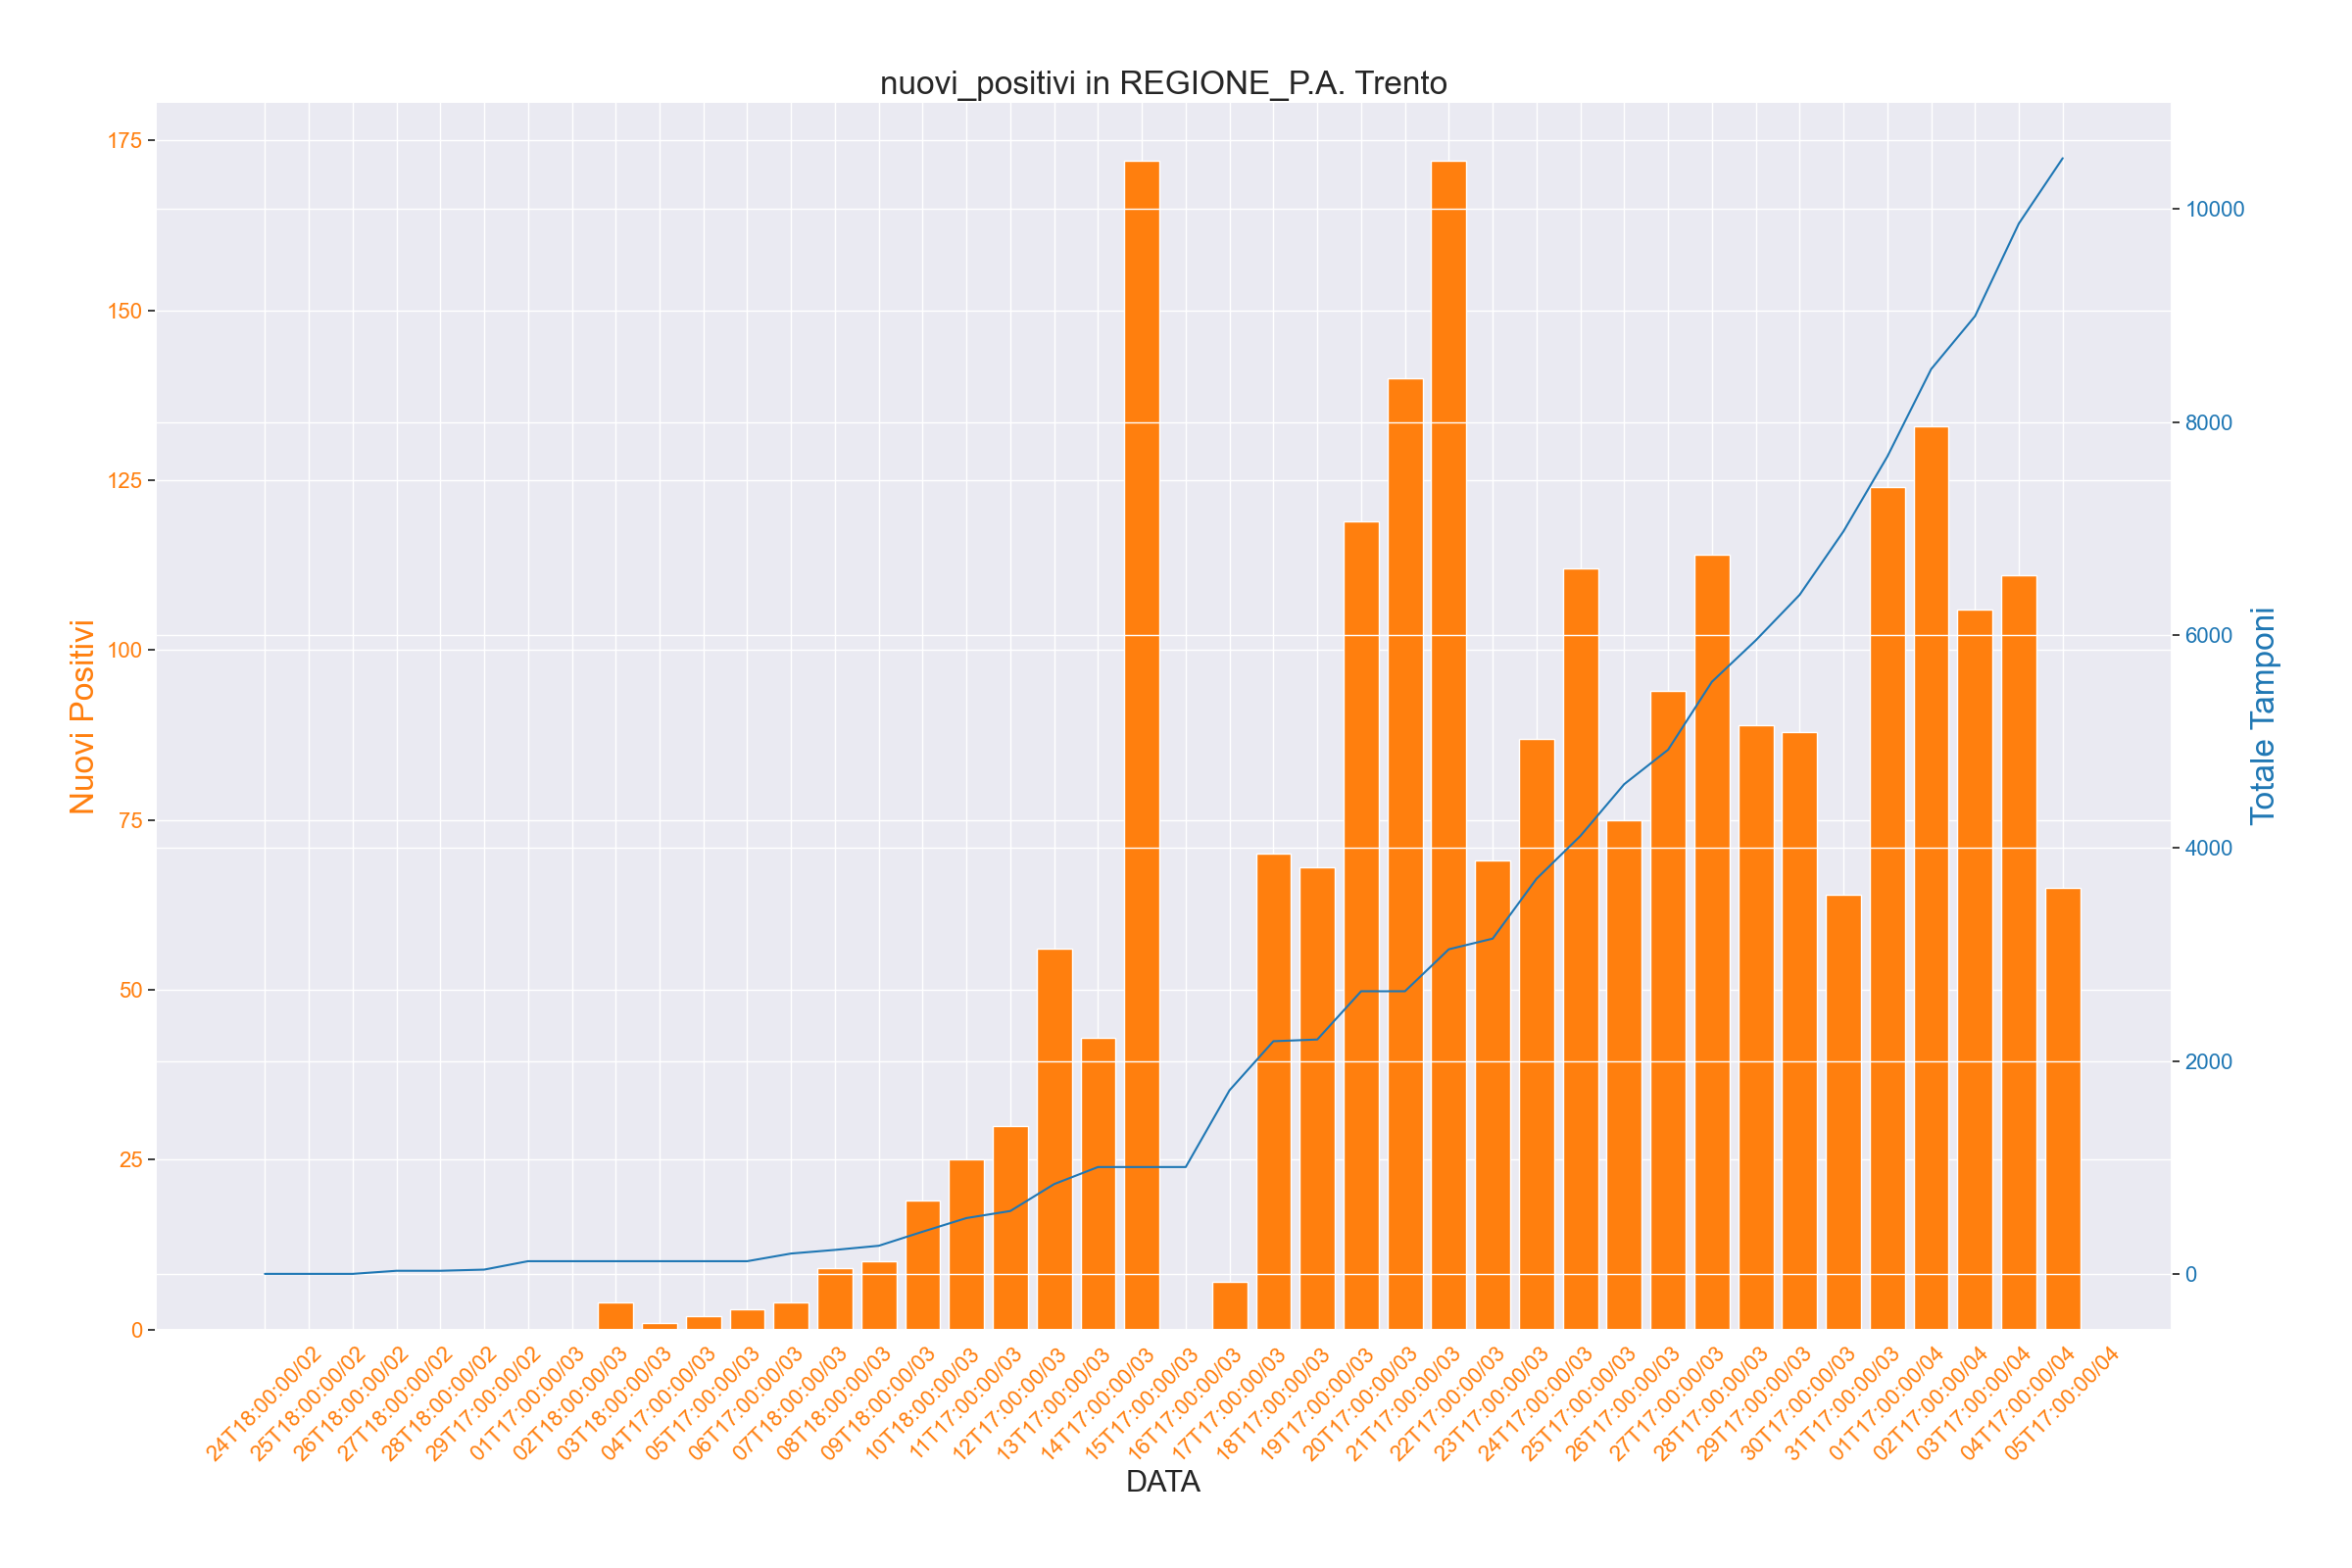 nuovi_positivi in REGIONE_P.A. Trento
175
150
125
100
75
50
25
0
Nuovi Positivi
10000
8000
6000
4000
2000
0
Totale Tamponi
24T18:00:00/02
25T18:00:00/02
26T18:00:00/02
27T18:00:00/02
28T18:00:00/02
29T17:00:00/02
01T17:00:00/03
02T18:00:00/03
03T18:00:00/03
04T17:00:00/03
05T17:00:00/03
06T17:00:00/03
07T18:00:00/03
08T18:00:00/03
09T18:00:00/03
10T18:00:00/03
11T17:00:00/03
12T17:00:00/03
13T17:00:00/03
14T17:00:00/03
15T17:00:00/03
16T17:00:00/03
17T17:00:00/03
18T17:00:00/03
19T17:00:00/03
20T17:00:00/03
21T17:00:00/03
22T17:00:00/03
23T17:00:00/03
24T17:00:00/03
25T17:00:00/03
26T17:00:00/03
27T17:00:00/03
28T17:00:00/03
29T17:00:00/03
30T17:00:00/03
31T17:00:00/03
01T17:00:00/04
02T17:00:00/04
03T17:00:00/04
04T17:00:00/04
05T17:00:00/04
DATA